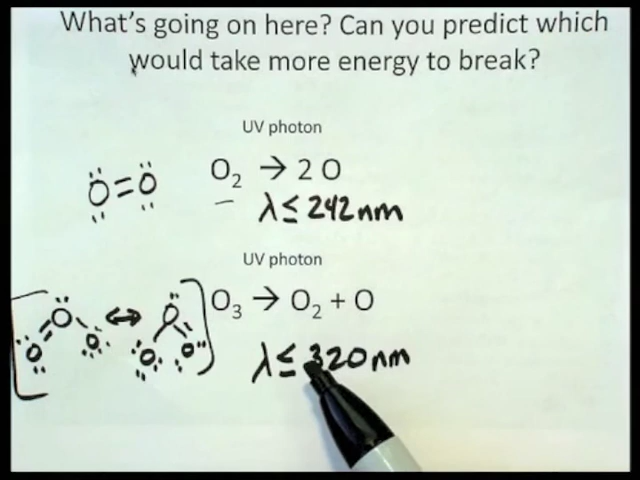 What's going on here? Can you predict which
would take more energy to break?
UV photon
O=O
O₂ → 2 O
λ ≤ 242nm
UV photon
O₃ → O₂ + O
λ ≤ 320nm